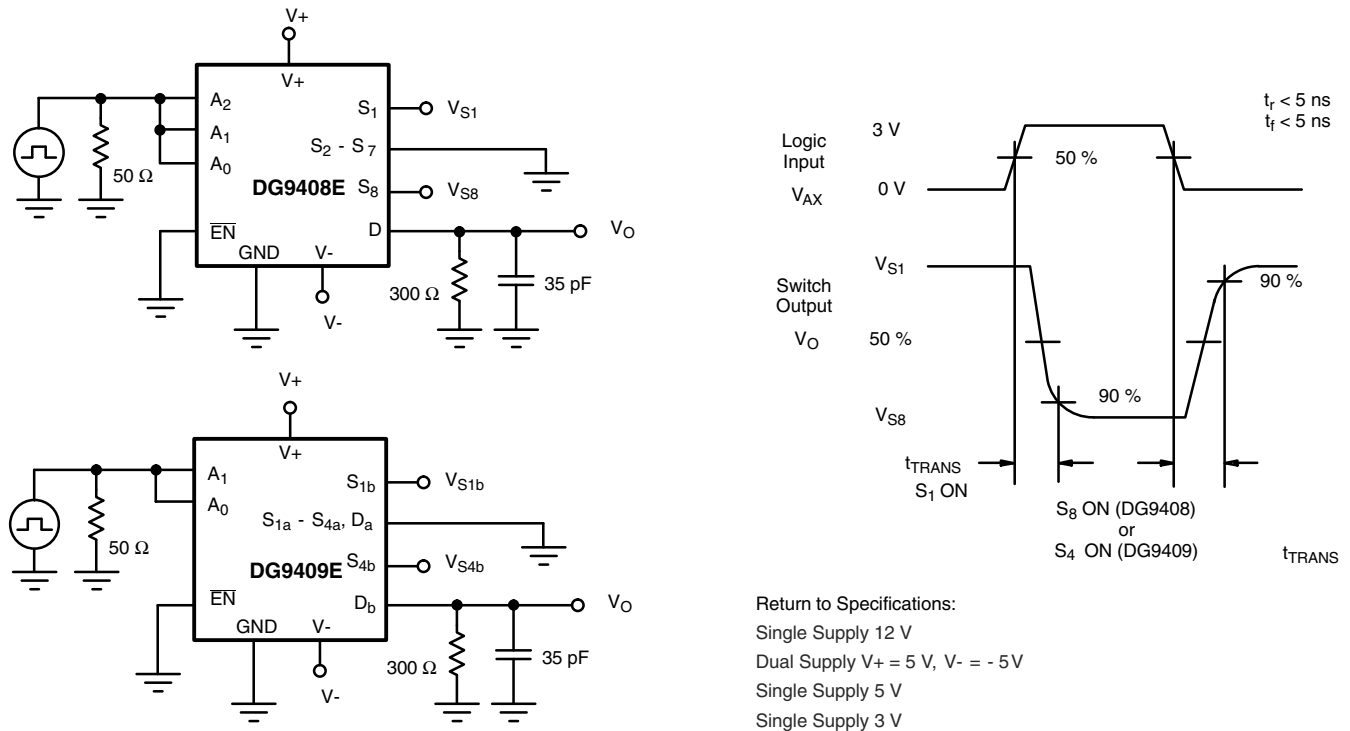 V+
V+
A2
A1
A0
50 Ω
S1
VS1
S2 - S7
DG9408E
S8
VS8
EN
D
VO
GND
V-
V-
300 Ω
35 pF
V+
V+
A1
A0
50 Ω
S1b
VS1b
S1a - S4a, Da
DG9409E
S4b
VS4b
EN
Db
VO
GND
V-
V-
300 Ω
35 pF
tr < 5 ns
tf < 5 ns
Logic
Input
VAX
3 V
50 %
0 V
VS1
Switch
Output
VO
50 %
90 %
90 %
VS8
tTRANS
S1 ON
S8 ON (DG9408)
or
S4 ON (DG9409)
tTRANS
Return to Specifications:
Single Supply 12 V
Dual Supply V+ = 5 V, V- = - 5 V
Single Supply 5 V
Single Supply 3 V